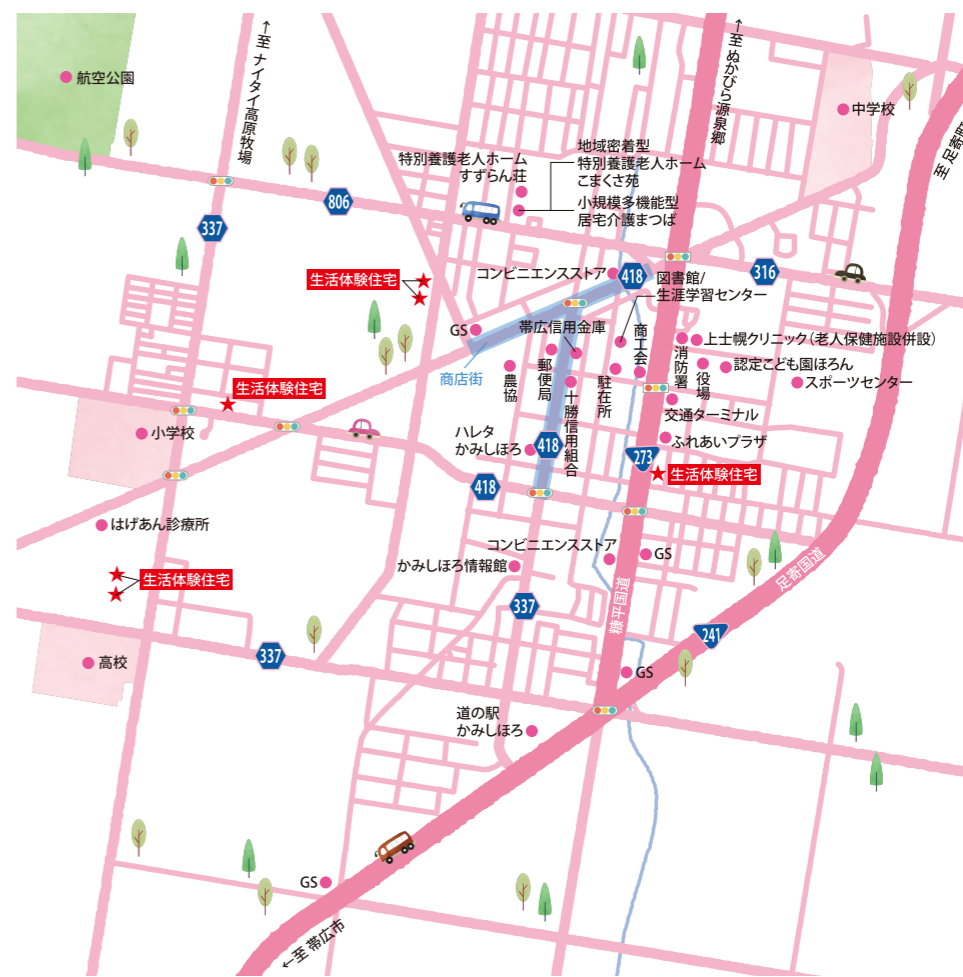 航空公園
←至 ナイタイ高原牧場
←至 ぬかびら源泉郷
中学校
至 足寄町
特別養護老人ホーム
すずらん荘
地域密着型
特別養護老人ホーム
こまくさ苑
小規模多機能型
居宅介護まつば
806
337
生活体験住宅
コンビニエンスストア
418
316
図書館/
生涯学習センター
GS
商店街
帯広信用金庫
郵便局
農協
十勝信用組合
駐在所
商工会
消防署
上士幌クリニック(老人保健施設併設)
役場
認定こども園ほろん
スポーツセンター
交通ターミナル
ふれあいプラザ
生活体験住宅
小学校
ハレタ
かみしほろ
418
273
生活体験住宅
418
はげあん診療所
コンビニエンスストア
GS
かみしほろ情報館
生活体験住宅
337
糠平国道
足寄国道
241
高校
337
GS
道の駅
かみしほろ
GS
←至 帯広市